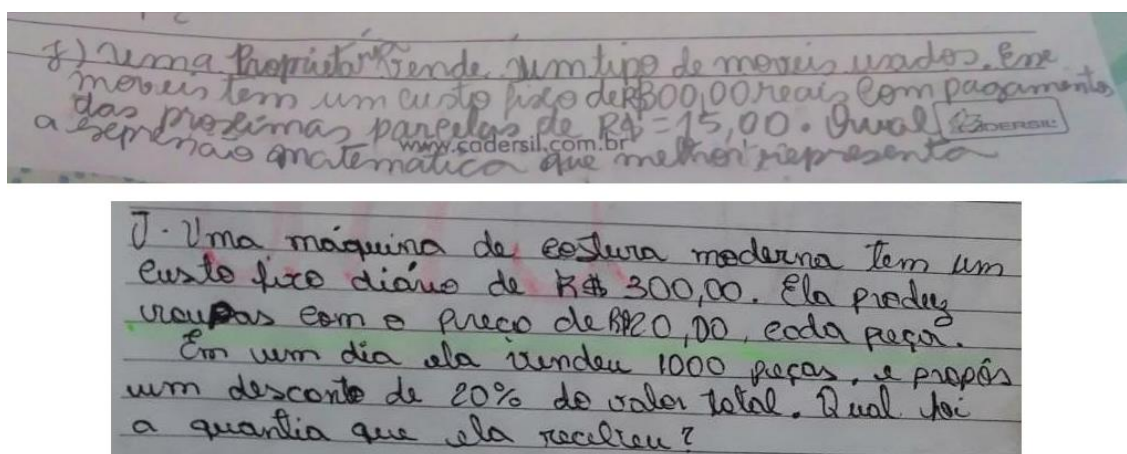 J) Uma Proprietária vende um tipo de moveis usados. Esse
moveis tem um custo fixo de R$300,00 reais com pagamento
das proximas parcelas de R$ = 15,00. Qual
CADERSIL
a expressão matematica que melhor representa
www.cadersil.com.br
J. Uma máquina de costura moderna tem um
custo fixo diário de R$ 300,00. Ela produz
roupas com o preço de R$20,00, cada peça.
Em um dia ela vendeu 1000 peças, e propôs
um desconto de 20% do valor total. Qual foi
a quantia que ela recebeu?